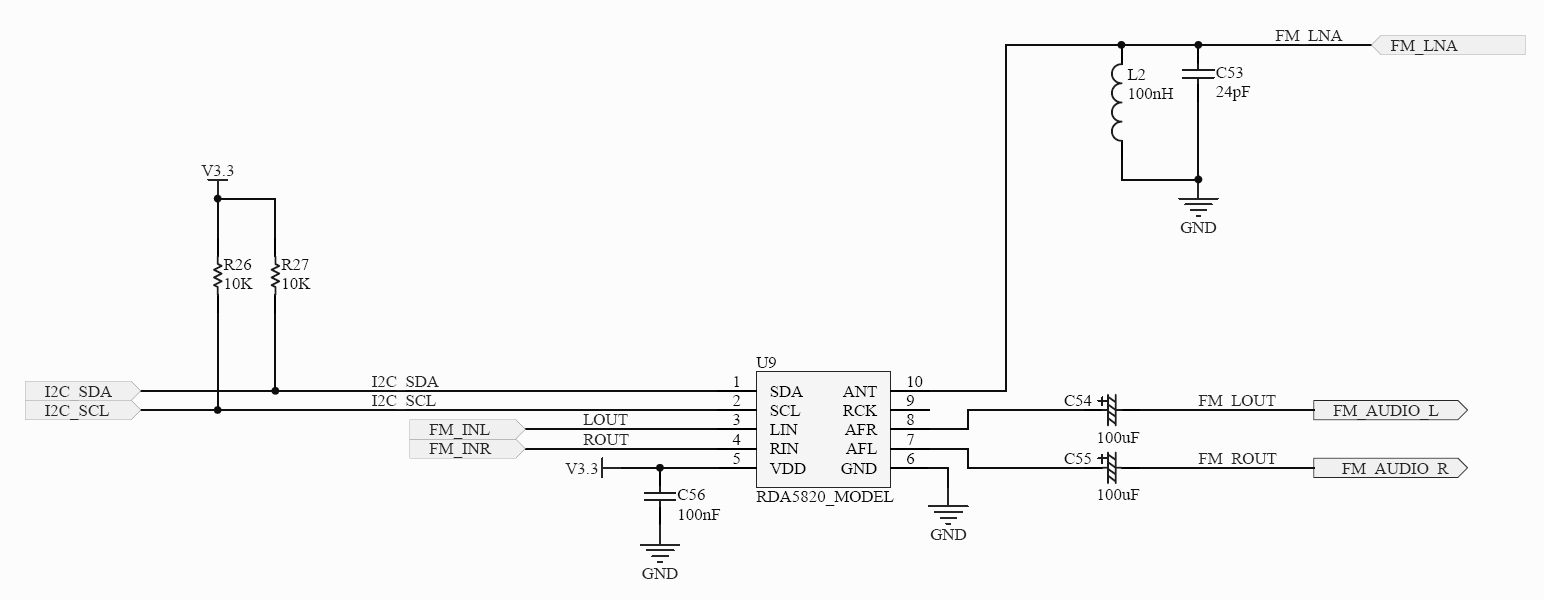 FM_LNA
FM_LNA
L2
100nH
C53
24pF
GND
V3.3
R26
10K
R27
10K
I2C_SDA
I2C_SCL
I2C_SDA
I2C_SCL
FM_INL
FM_INR
LOUT
ROUT
V3.3
C56
100nF
GND
U9
1 SDA ANT 10
2 SCL RCK 9
3 LIN AFR 8
4 RIN AFL 7
5 VDD GND 6
RDA5820_MODEL
GND
C54
+
100uF
FM_LOUT
FM_AUDIO_L
C55
+
100uF
FM_ROUT
FM_AUDIO_R